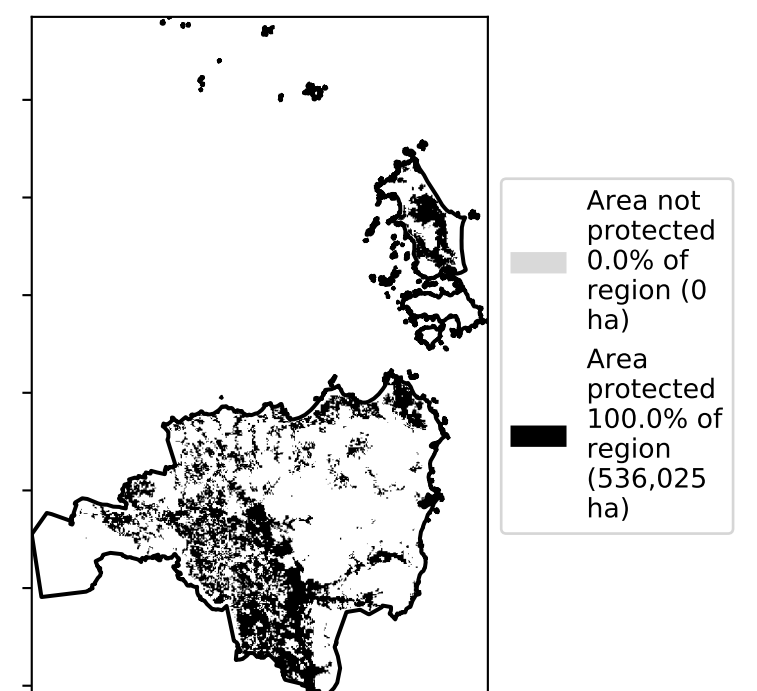 Area not
protected
0.0% of
region (0
ha)
Area
protected
100.0% of
region
(536,025
ha)